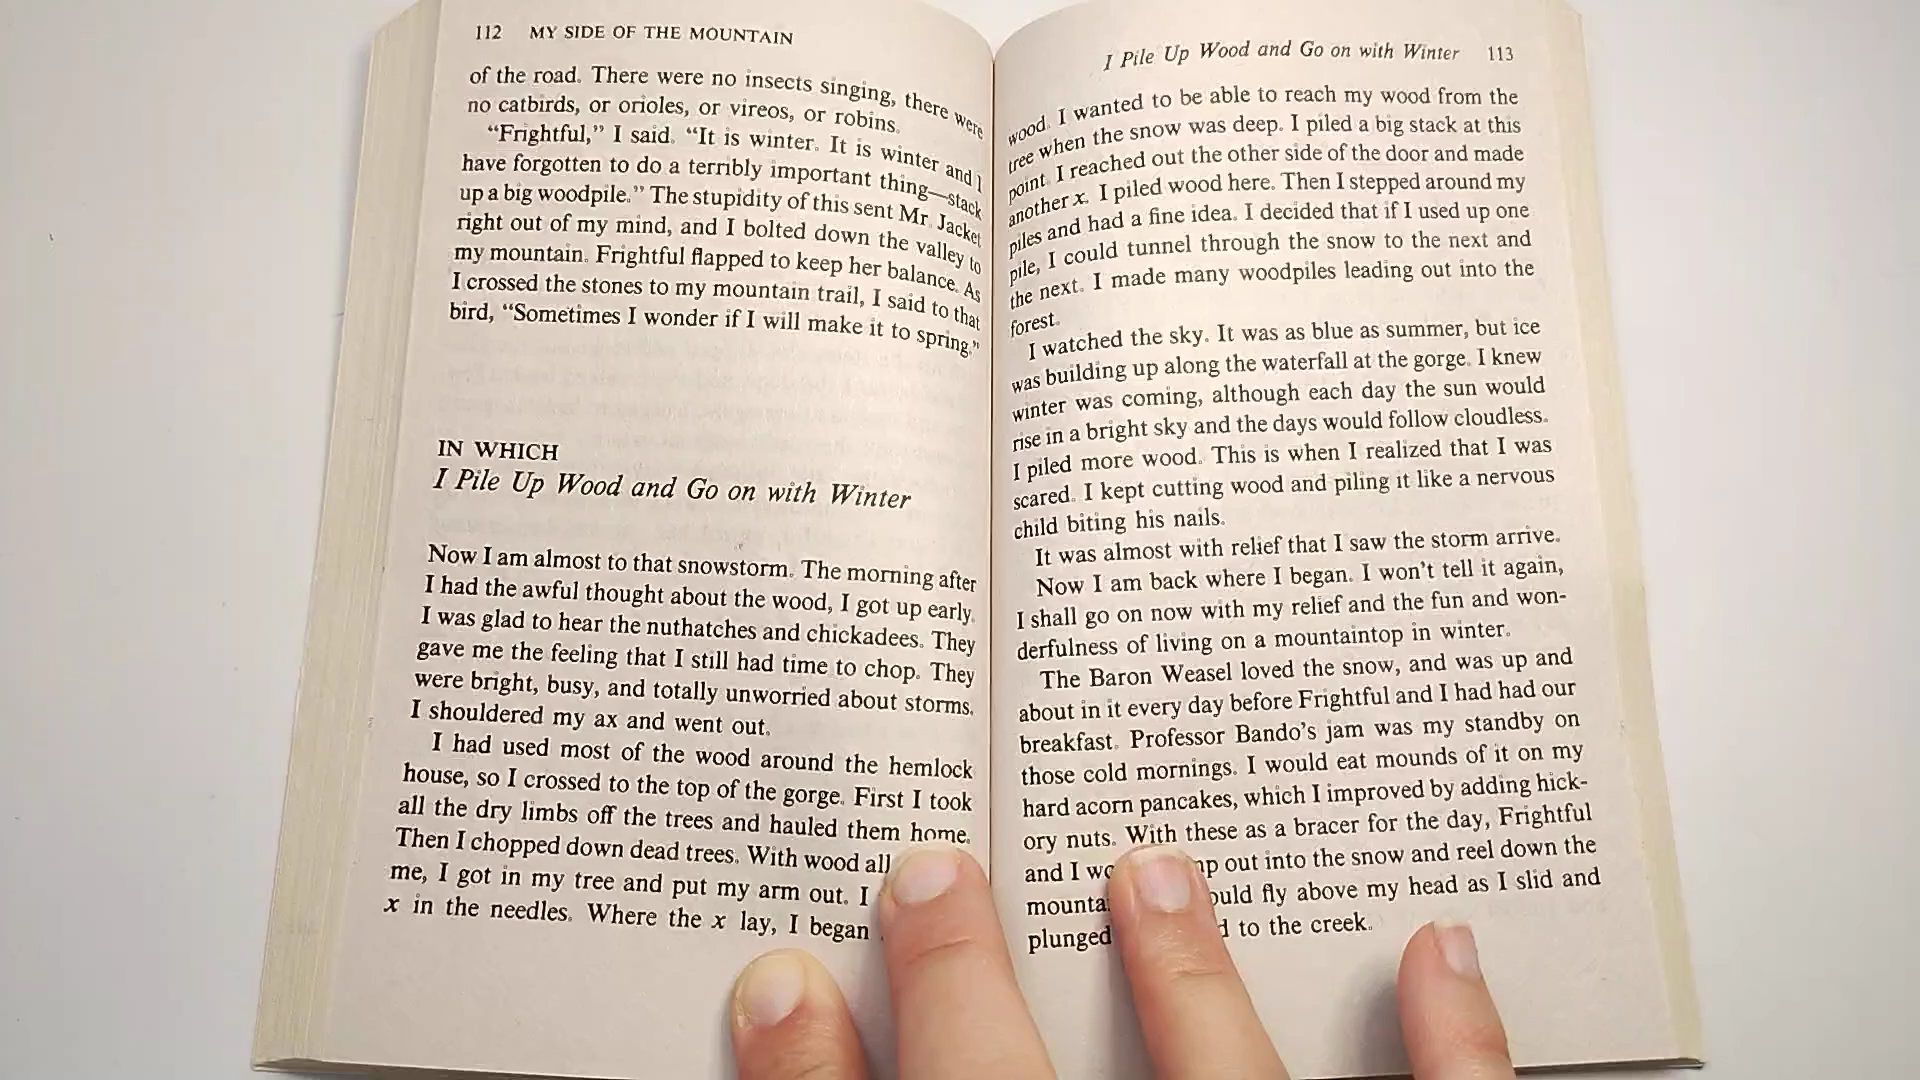 112 MY SIDE OF THE MOUNTAIN
of the road. There were no insects singing, there were
no catbirds, or orioles, or vireos, or robins.
“Frightful,” I said. “It is winter. It is winter and I
have forgotten to do a terribly important thing—stack
up a big woodpile.” The stupidity of this sent Mr. Jacket
right out of my mind, and I bolted down the valley to
my mountain. Frightful flapped to keep her balance. As
I crossed the stones to my mountain trail, I said to that
bird, “Sometimes I wonder if I will make it to spring.”
IN WHICH
I Pile Up Wood and Go on with Winter
Now I am almost to that snowstorm. The morning after
I had the awful thought about the wood, I got up early.
I was glad to hear the nuthatches and chickadees. They
gave me the feeling that I still had time to chop. They
were bright, busy, and totally unworried about storms.
I shouldered my ax and went out.
I had used most of the wood around the hemlock
house, so I crossed to the top of the gorge. First I took
all the dry limbs off the trees and hauled them home.
Then I chopped down dead trees. With wood all
me, I got in my tree and put my arm out. I
x in the needles. Where the x lay, I began
I Pile Up Wood and Go on with Winter 113
wood. I wanted to be able to reach my wood from the
tree when the snow was deep. I piled a big stack at this
point. I reached out the other side of the door and made
another x. I piled wood here. Then I stepped around my
piles and had a fine idea. I decided that if I used up one
pile, I could tunnel through the snow to the next and
the next. I made many woodpiles leading out into the
forest.
I watched the sky. It was as blue as summer, but ice
was building up along the waterfall at the gorge. I knew
winter was coming, although each day the sun would
rise in a bright sky and the days would follow cloudless.
I piled more wood. This is when I realized that I was
scared. I kept cutting wood and piling it like a nervous
child biting his nails.
It was almost with relief that I saw the storm arrive.
Now I am back where I began. I won’t tell it again,
I shall go on now with my relief and the fun and won-
derfulness of living on a mountaintop in winter.
The Baron Weasel loved the snow, and was up and
about in it every day before Frightful and I had had our
breakfast. Professor Bando’s jam was my standby on
those cold mornings. I would eat mounds of it on my
hard acorn pancakes, which I improved by adding hick-
ory nuts. With these as a bracer for the day, Frightful
and I out into the snow and reel down the
fly above my head as I slid and
plunged to the creek.